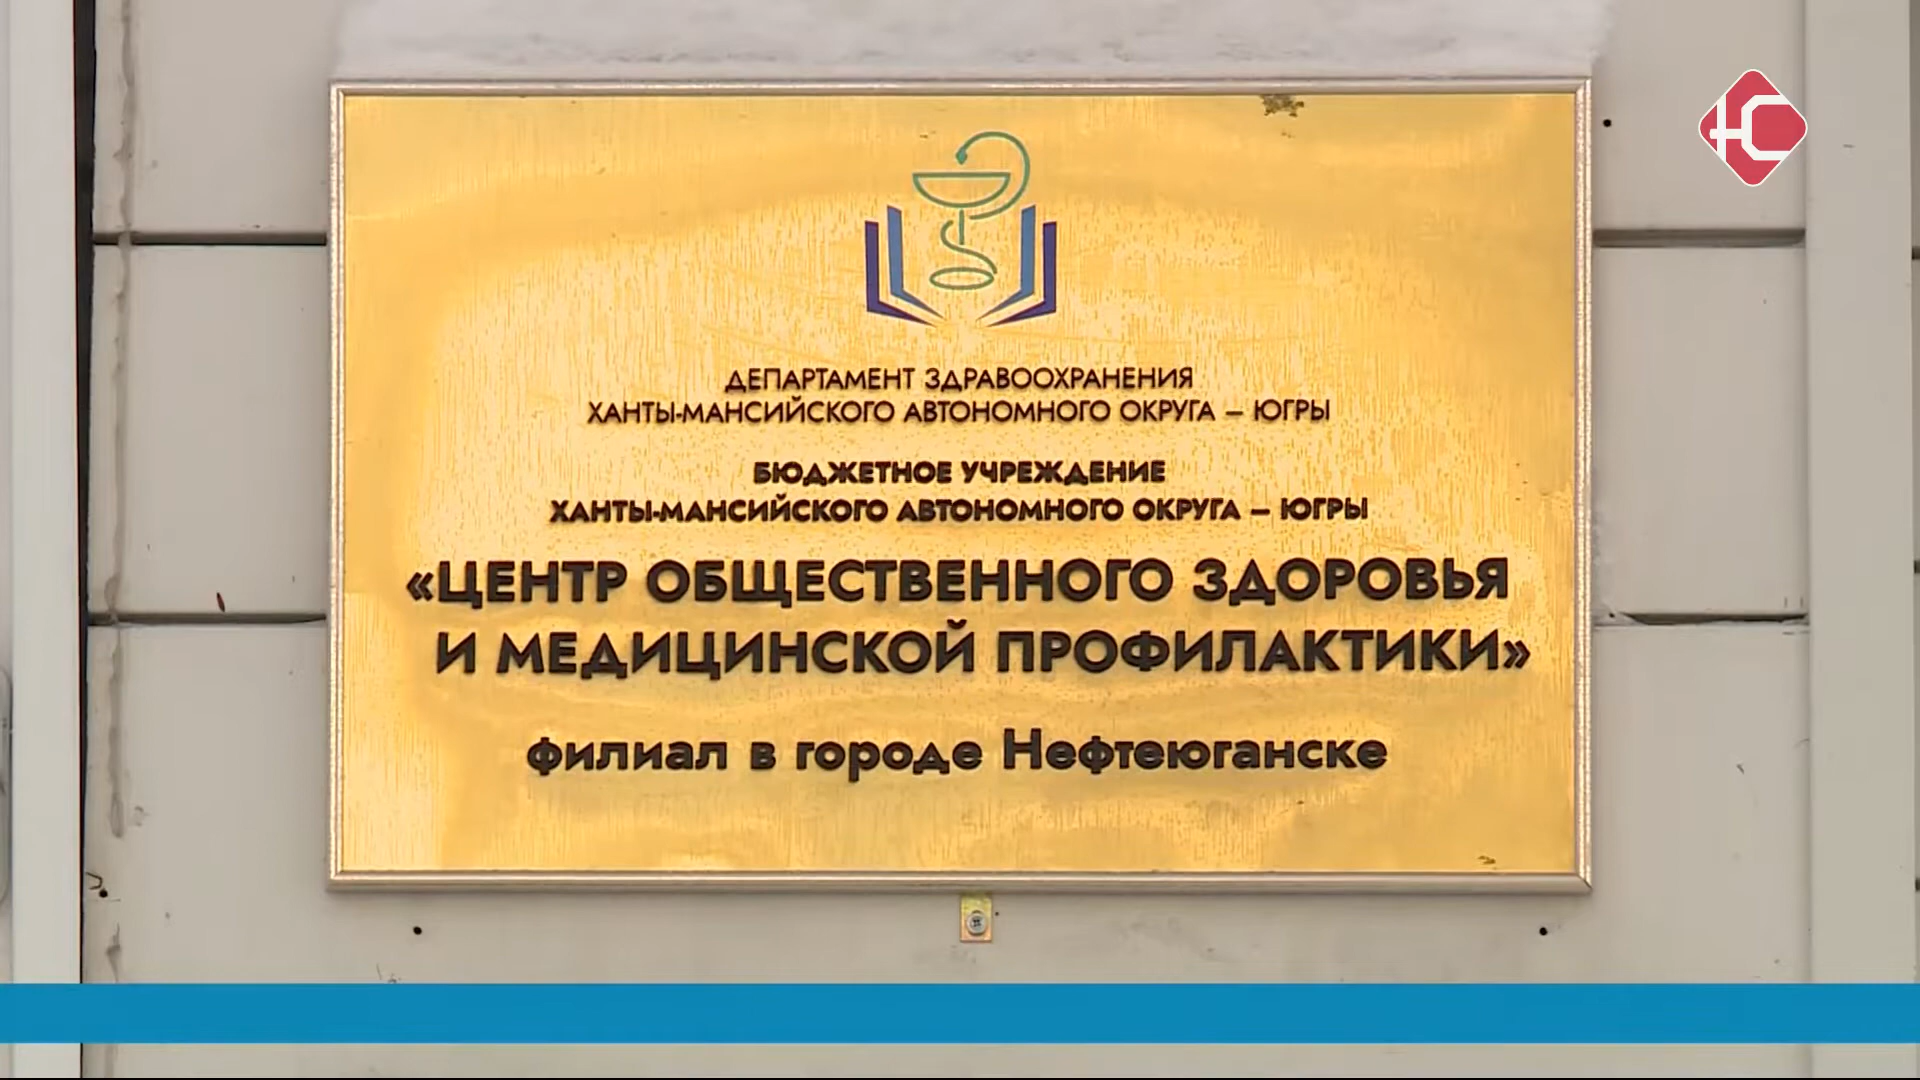 ЮС
ДЕПАРТАМЕНТ ЗДРАВООХРАНЕНИЯ
ХАНТЫ-МАНСИЙСКОГО АВТОНОМНОГО ОКРУГА – ЮГРЫ
БЮДЖЕТНОЕ УЧРЕЖДЕНИЕ
ХАНТЫ-МАНСИЙСКОГО АВТОНОМНОГО ОКРУГА – ЮГРЫ
«ЦЕНТР ОБЩЕСТВЕННОГО ЗДОРОВЬЯ
И МЕДИЦИНСКОЙ ПРОФИЛАКТИКИ»
филиал в городе Нефтеюганске